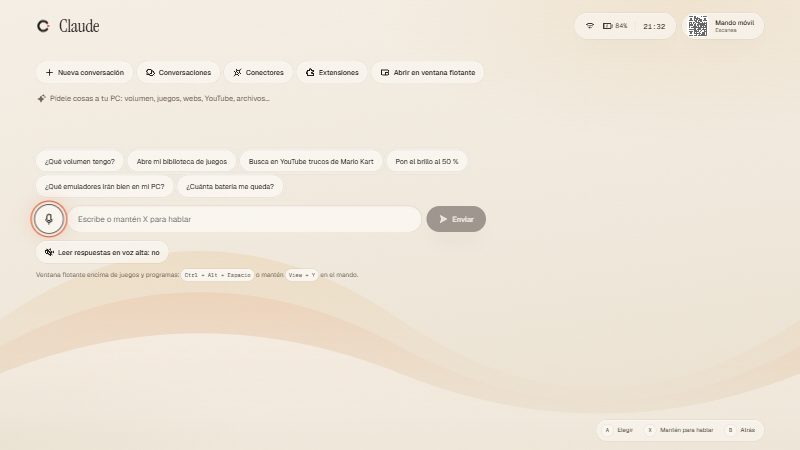 Claude
84%
21:32
Mando móvil
Escanea
Nueva conversación
Conversaciones
Conectores
Extensiones
Abrir en ventana flotante
Pídele cosas a tu PC: volumen, juegos, webs, YouTube, archivos...
¿Qué volumen tengo?
Abre mi biblioteca de juegos
Busca en YouTube trucos de Mario Kart
Pon el brillo al 50 %
¿Qué emuladores irán bien en mi PC?
¿Cuánta batería me queda?
Escribe o mantén X para hablar
Enviar
Leer respuestas en voz alta: no
Ventana flotante encima de juegos y programas: Ctrl + Alt + Espacio o mantén View + Y en el mando.
A Elegir
X Mantén para hablar
B Atrás